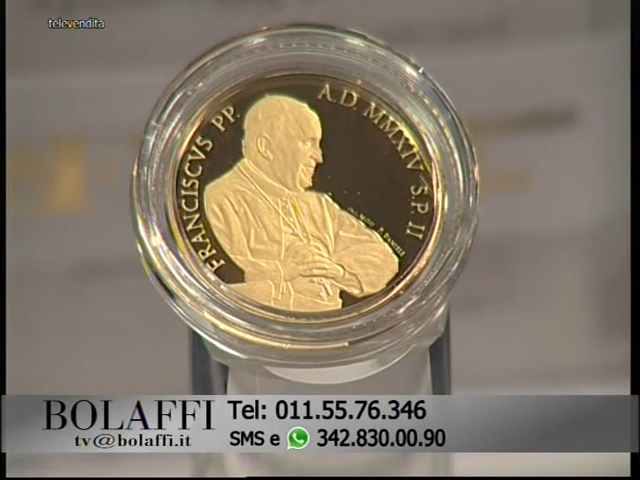 televendita
FRANCISCVS PP. A.D. MMXIV S.P. II
BOLAFFI
tv@bolaffi.it
Tel: 011.55.76.346
SMS e 342.830.00.90